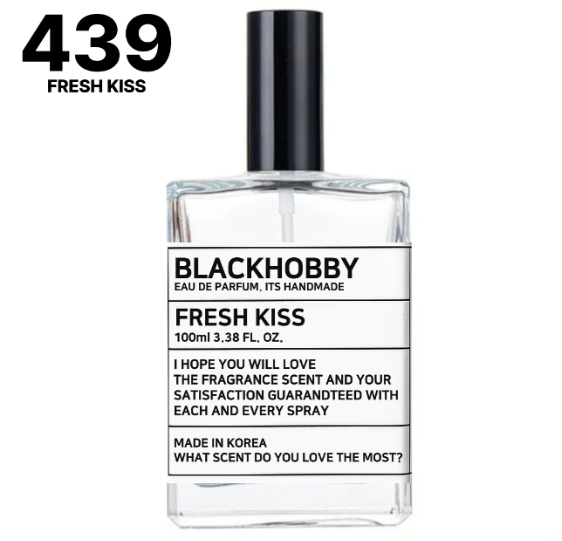 439
FRESH KISS
BLACKHOBBY
EAU DE PARFUM. ITS HANDMADE
FRESH KISS
100ml 3.38 FL. OZ.
I HOPE YOU WILL LOVE
THE FRAGRANCE SCENT AND YOUR
SATISFACTION GUARANDTEED WITH
EACH AND EVERY SPRAY
MADE IN KOREA
WHAT SCENT DO YOU LOVE THE MOST?